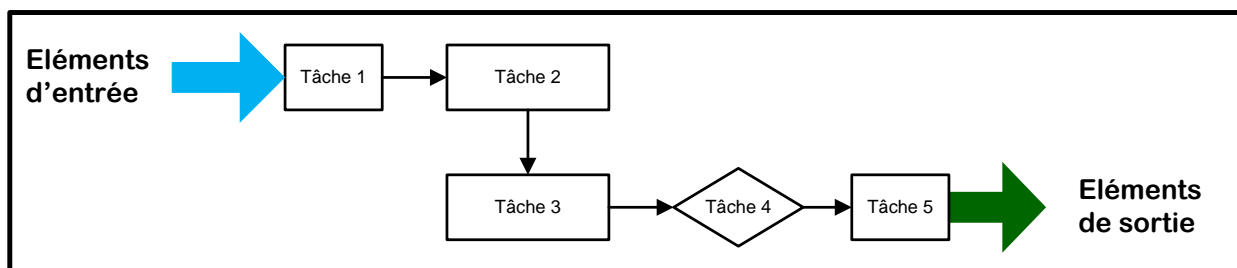 Eléments
d’entrée
Tâche 1
Tâche 2
Tâche 3
Tâche 4
Tâche 5
Eléments
de sortie